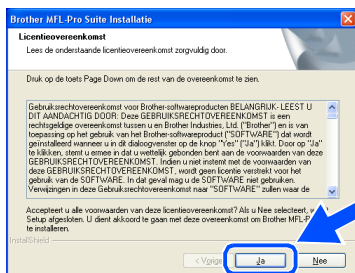 Brother MFL-Pro Suite Installatie
Licentieovereenkomst
Lees de onderstaande licentieovereenkomst zorgvuldig door.
Druk op de toets Page Down om de rest van de overeenkomst te zien.
Gebruiksrechtovereenkomst voor Brother-softwareproducten BELANGRIJK- LEEST U
DIT AANDACHTIG DOOR: Deze GEBRUIKSRECHTOVEREENKOMST is een
rechtsgeldige overeenkomst tussen u en Brother Industries, Ltd. ("Brother") en is van
toepassing op het gebruik van het Brother-softwareproduct ("SOFTWARE") dat wordt
geïnstalleerd wanneer u in dit dialoogvenster op de knop "Yes" ("Ja") klikt. Door op "Ja"
te klikken, stemt u ermee in dat u wettelijk gebonden bent aan de voorwaarden van deze
GEBRUIKSRECHTOVEREENKOMST. Indien u niet instemt met de voorwaarden van
deze GEBRUIKSRECHTOVEREENKOMST, wordt geen licentie verstrekt voor het
gebruik van de SOFTWARE. In dat geval mag u de SOFTWARE niet gebruiken.
Verwijzingen in deze Gebruiksrechtovereenkomst naar "SOFTWARE" zullen waar de
Accepteert u alle voorwaarden van deze licentieovereenkomst? Als u Nee selecteert,
Setup afgesloten. U dient akkoord te gaan met deze overeenkomst om Brother MFL-P
te installeren.
InstallShield
< Vorige Ja Nee